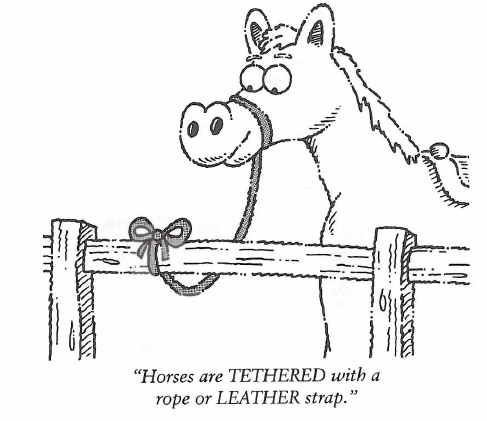 “Horses are TETHERED with a
rope or LEATHER strap.”